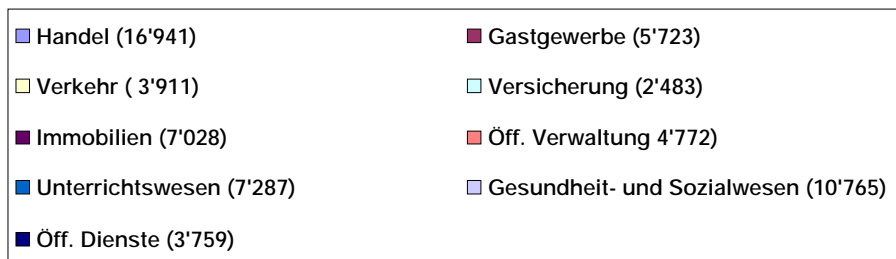 Handel (16'941) Gastgewerbe (5'723)
Verkehr ( 3'911) Versicherung (2'483)
Immobilien (7'028) Öff. Verwaltung 4'772)
Unterrichtswesen (7'287) Gesundheit- und Sozialwesen (10'765)
Öff. Dienste (3'759)